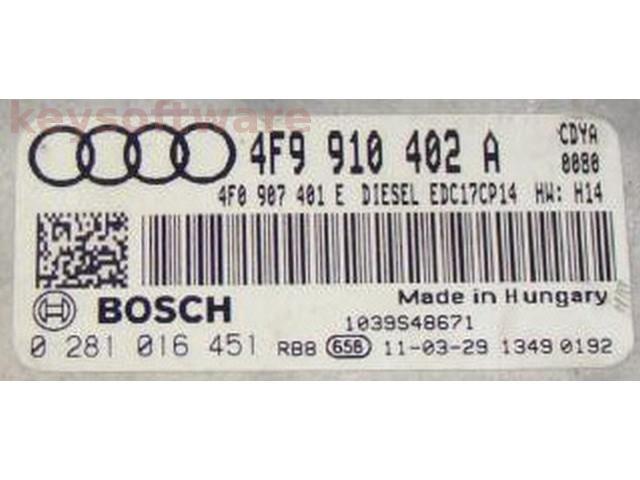 keysoftware
4F9 910 402 A CDYA
0080
4F0 907 401 E DIESEL EDC17CP14 HW: H14
BOSCH Made in Hungary
1039S48671
0 281 016 451 RB8 656 11-03-29 1349 0192